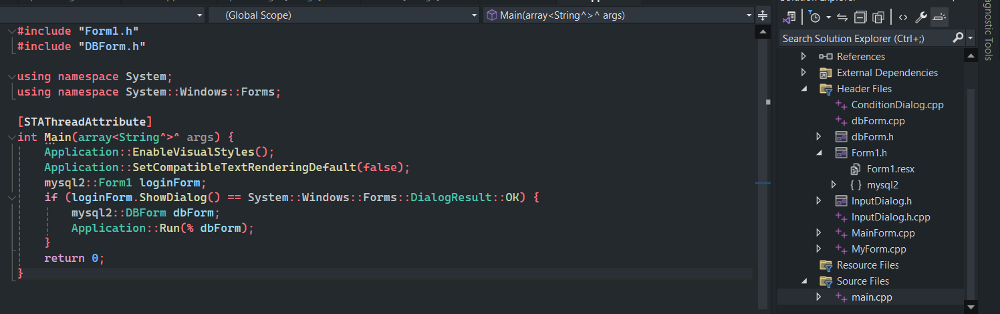 (Global Scope)
Main(array<String^>^ args)
#include "Form1.h"
#include "DBForm.h"
using namespace System;
using namespace System::Windows::Forms;
[STAThreadAttribute]
int Main(array<String^>^ args) {
Application::EnableVisualStyles();
Application::SetCompatibleTextRenderingDefault(false);
mysql2::Form1 loginForm;
if (loginForm.ShowDialog() == System::Windows::Forms::DialogResult::OK) {
mysql2::DBForm dbForm;
Application::Run(% dbForm);
}
return 0;
}
Search Solution Explorer (Ctrl+;)
References
External Dependencies
Header Files
ConditionDialog.cpp
dbForm.cpp
dbForm.h
Form1.h
Form1.resx
{ } mysql2
InputDialog.h
InputDialog.h.cpp
MainForm.cpp
MyForm.cpp
Resource Files
Source Files
main.cpp
agnostic Tools